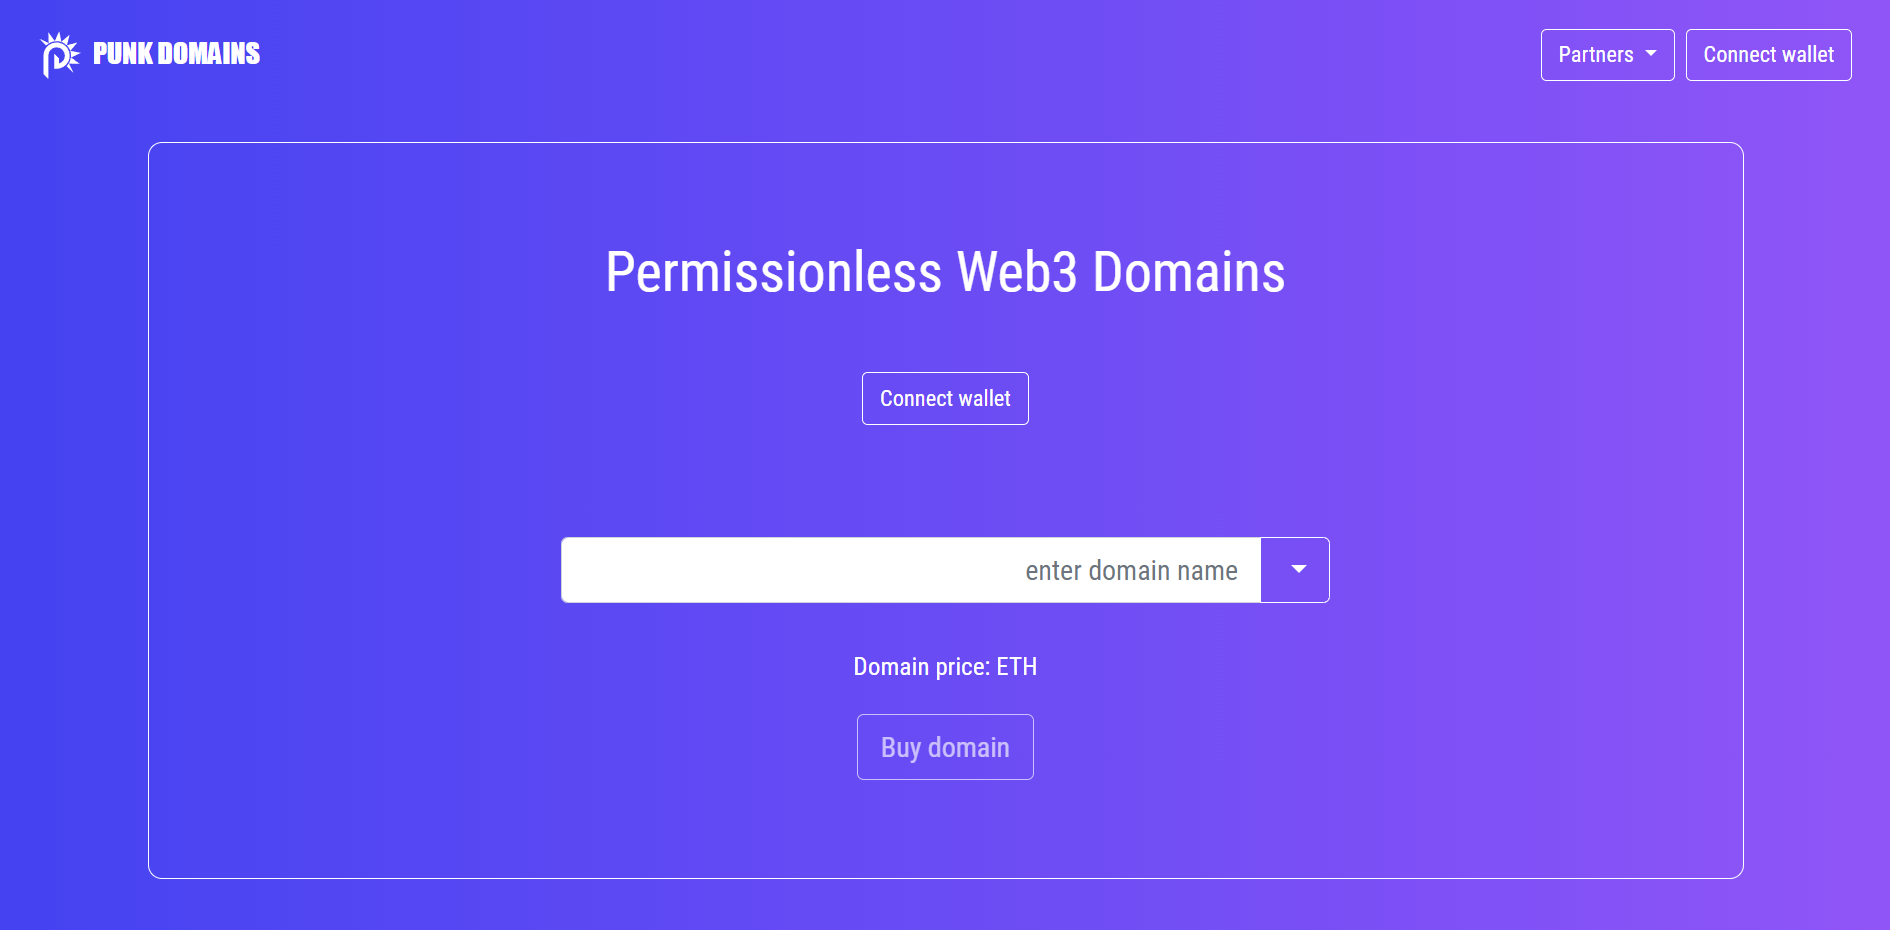 PUNK DOMAINS
Partners
Connect wallet
Permissionless Web3 Domains
Connect wallet
enter domain name
Domain price: ETH
Buy domain